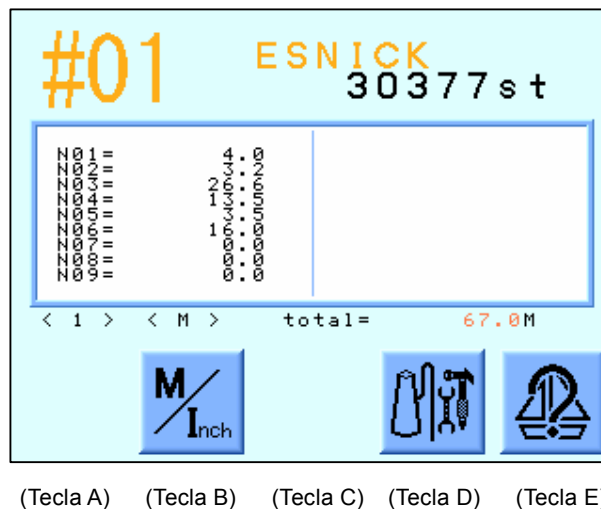 #01 ESNICK
30377st
N01= 4.0
N02= 3.2
N03= 26.6
N04= 13.5
N05= 3.5
N06= 16.0
N07= 0.0
N08= 0.0
N09= 0.0
< 1 > < M > total= 67.0M
M/Inch
(Tecla A) (Tecla B) (Tecla C) (Tecla D) (Tecla E)